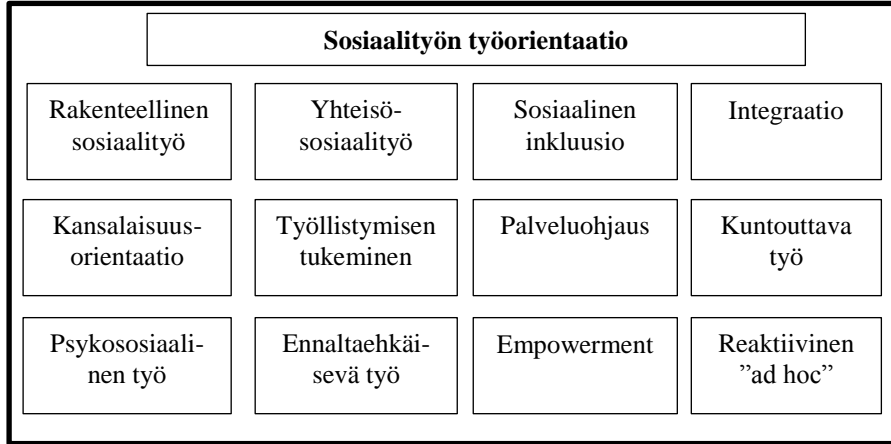 Sosiaalityön työorientaatio
Rakenteellinen
sosiaalityö
Yhteisö-
sosiaalityö
Sosiaalinen
inkluusio
Integraatio
Kansalaisuus-
orientaatio
Työllistymisen
tukeminen
Palveluohjaus
Kuntouttava
työ
Psykososiaali-
nen työ
Ennaltaehkäi-
sevä työ
Empowerment
Reaktiivinen
”ad hoc”